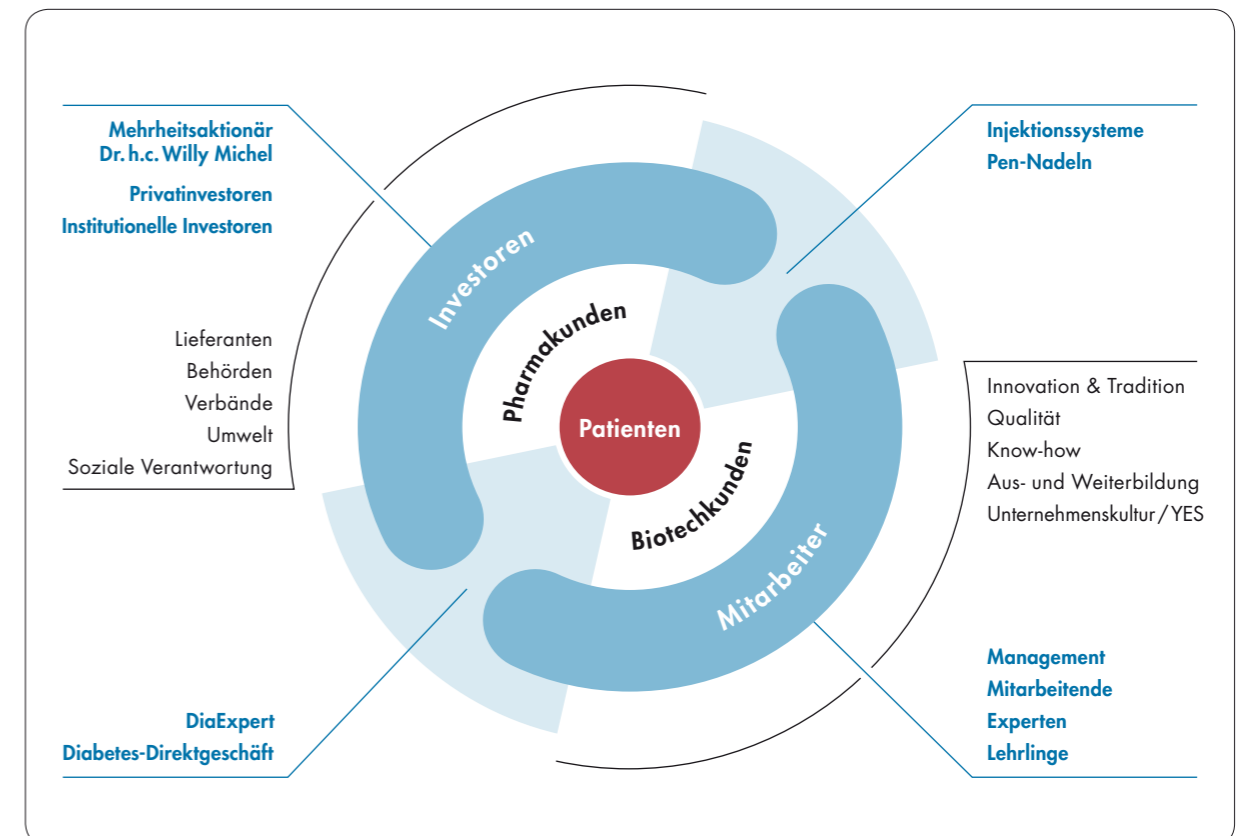 Mehrheitsaktionär
Dr. h.c. Willy Michel
Privatinvestoren
Institutionelle Investoren
Injektionssysteme
Pen-Nadeln
Investoren
Pharmakunden
Patienten
Biotechkunden
Mitarbeiter
Lieferanten
Behörden
Verbände
Umwelt
Soziale Verantwortung
Innovation & Tradition
Qualität
Know-how
Aus- und Weiterbildung
Unternehmenskultur / YES
DiaExpert
Diabetes-Direktgeschäft
Management
Mitarbeitende
Experten
Lehrlinge